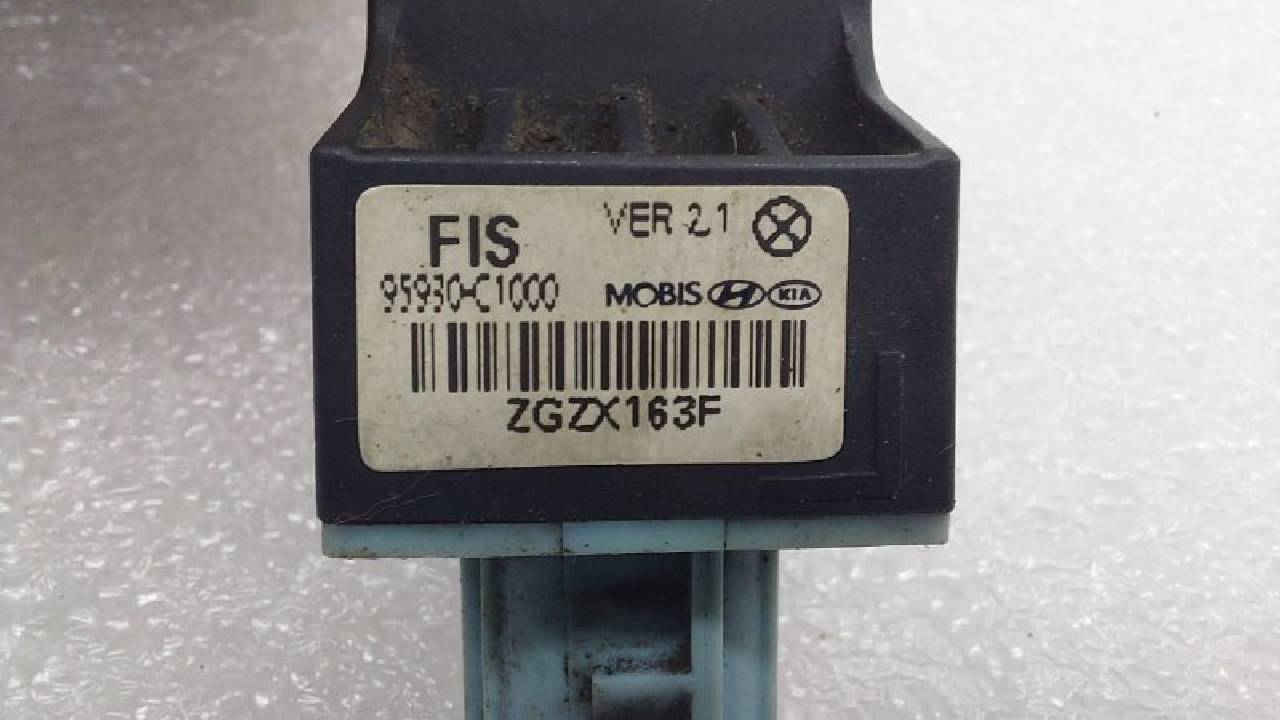 FIS VER 2.1
95930-C1000 MOBIS KIA
ZGZX163F